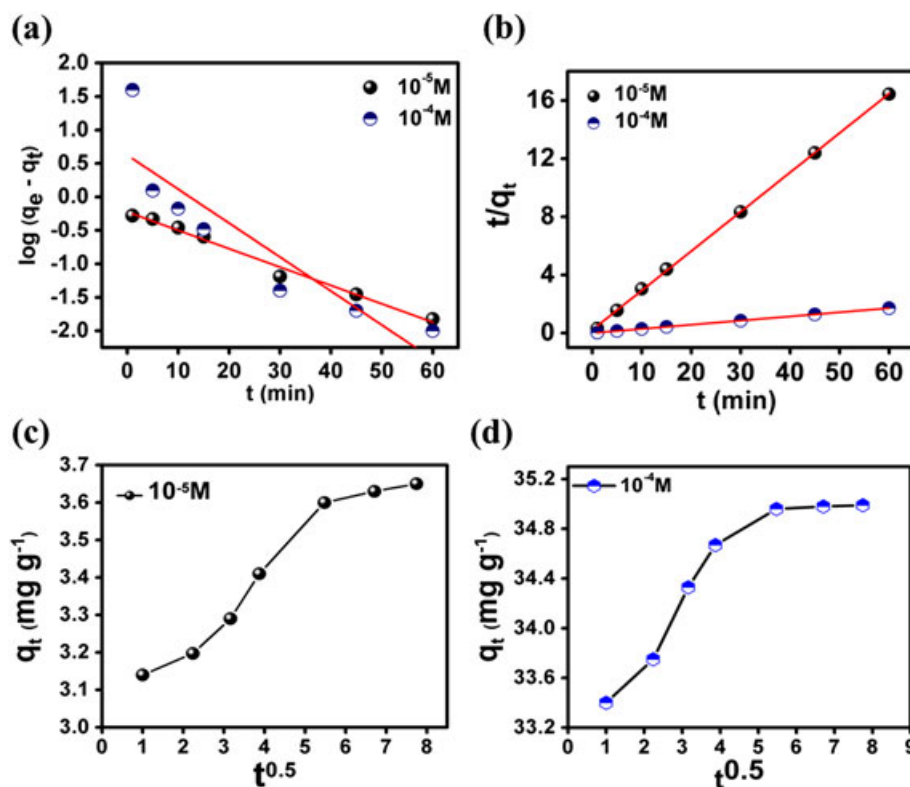 (a)
2.0
1.5
1.0
0.5
0.0
-0.5
-1.0
-1.5
-2.0
log (qₑ - qₜ)
10⁻⁵M
10⁻⁴M
0 10 20 30 40 50 60
t (min)
(b)
16
12
8
4
0
t/qₜ
10⁻⁵M
10⁻⁴M
0 10 20 30 40 50 60
t (min)
(c)
3.7
3.6
3.5
3.4
3.3
3.2
3.1
3.0
qₜ (mg g⁻¹)
10⁻⁵M
0 1 2 3 4 5 6 7 8
t⁰·⁵
(d)
35.2
34.8
34.4
34.0
33.6
33.2
qₜ (mg g⁻¹)
10⁻⁴M
0 1 2 3 4 5 6 7 8 9
t⁰·⁵